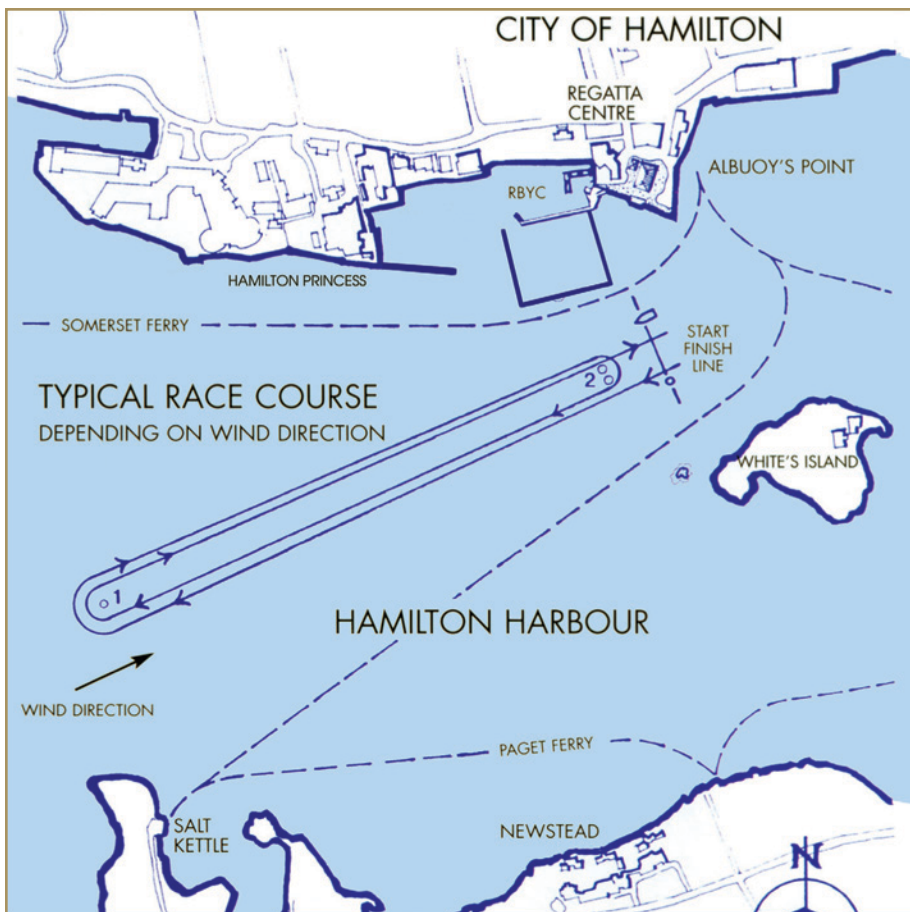 CITY OF HAMILTON
REGATTA
CENTRE
ALBUOY'S POINT
RBYC
HAMILTON PRINCESS
SOMERSET FERRY
START
FINISH
LINE
2
TYPICAL RACE COURSE
DEPENDING ON WIND DIRECTION
WHITE'S ISLAND
1
HAMILTON HARBOUR
WIND DIRECTION
PAGET FERRY
SALT
KETTLE
NEWSTEAD
N